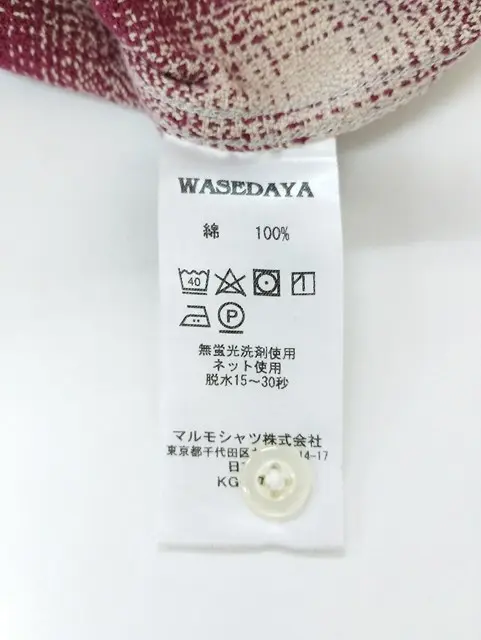 WASEDAYA
綿 100%
40
P
無蛍光洗剤使用
ネット使用
脱水15～30秒
マルモシャツ株式会社
東京都千代田区 14-17
KG